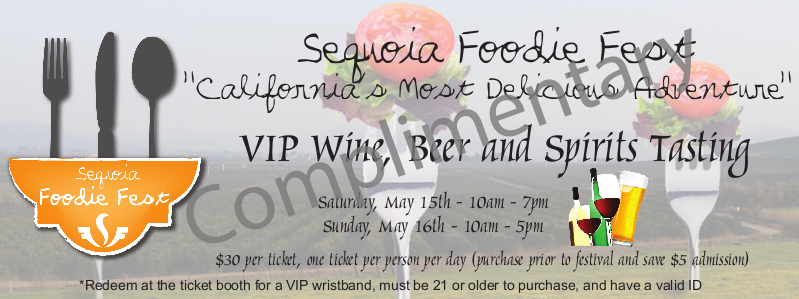 Sequoia Foodie Fest
"California's Most Delicious Adventure"
VIP Wine, Beer and Spirits Tasting
Complimentary
Sequoia
Foodie Fest
Saturday, May 15th - 10am - 7pm
Sunday, May 16th - 10am - 5pm
$30 per ticket, one ticket per person per day (purchase prior to festival and save $5 admission)
*Redeem at the ticket booth for a VIP wristband, must be 21 or older to purchase, and have a valid ID